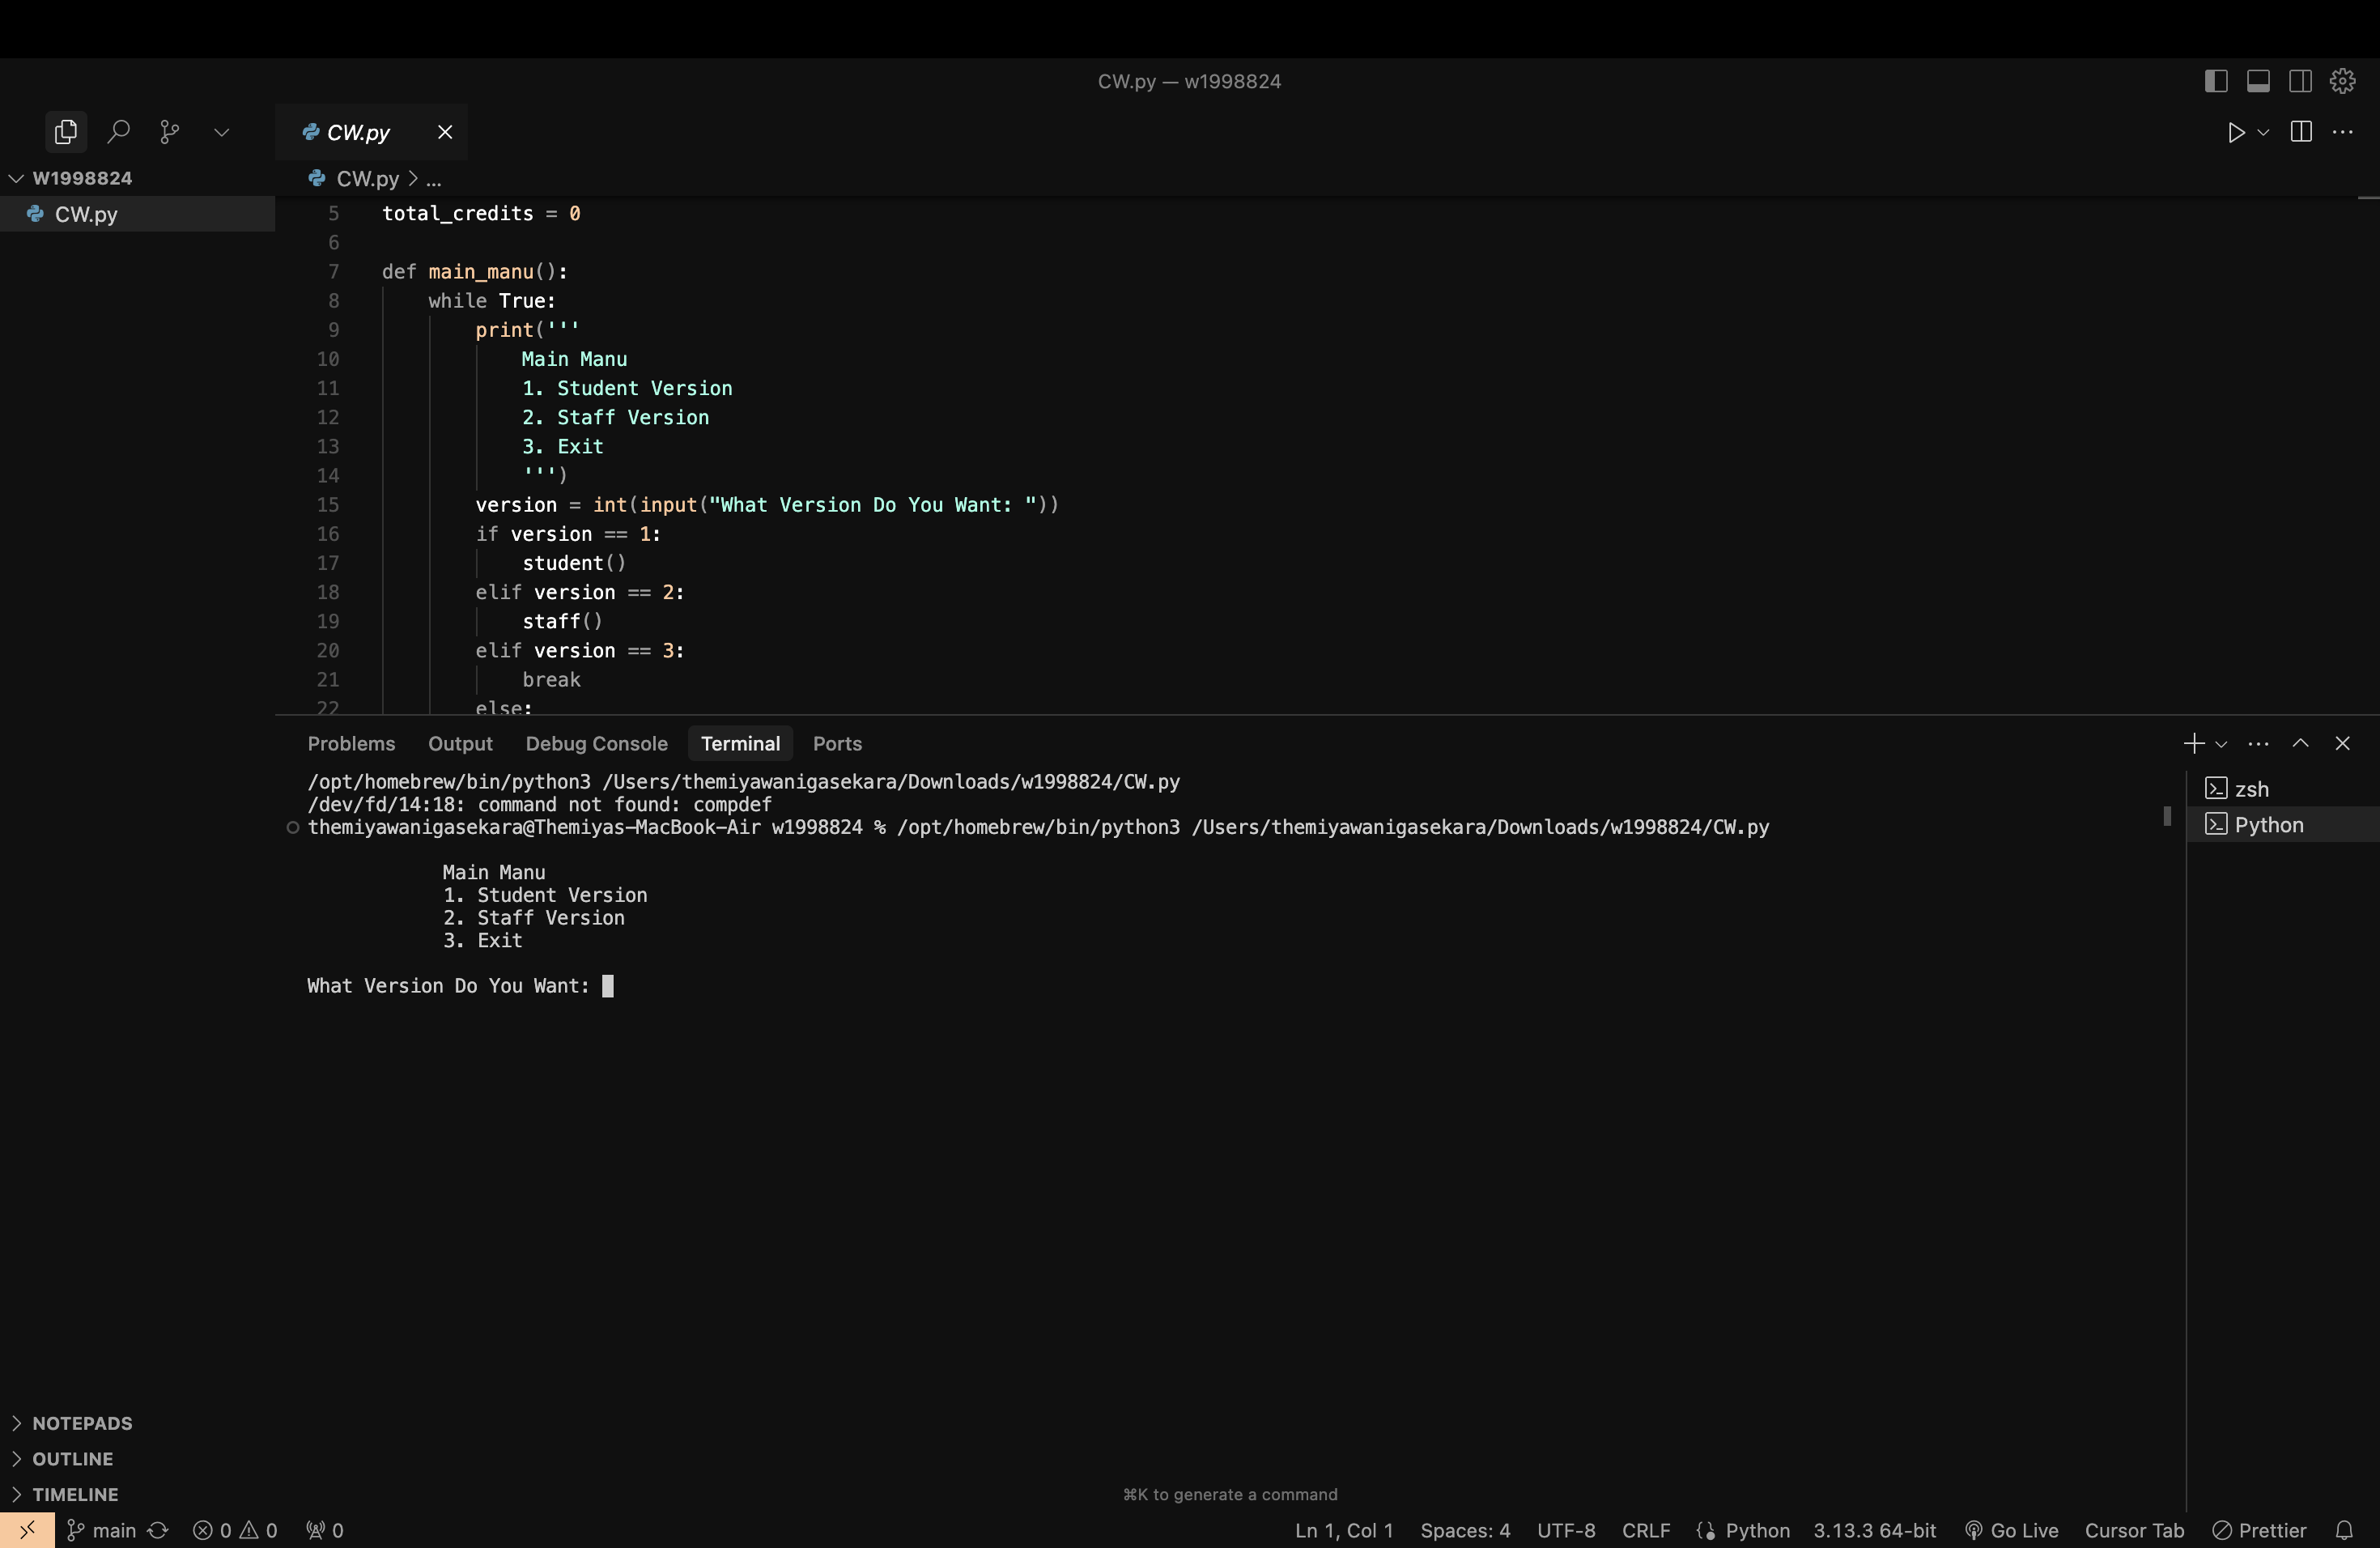 CW.py — w1998824
CW.py
W1998824
CW.py > ...
CW.py
5 total_credits = 0
6
7 def main_manu():
8 while True:
9 print('''
10 Main Manu
11 1. Student Version
12 2. Staff Version
13 3. Exit
14 ''')
15 version = int(input("What Version Do You Want: "))
16 if version == 1:
17 student()
18 elif version == 2:
19 staff()
20 elif version == 3:
21 break
22 else:
Problems Output Debug Console Terminal Ports
/opt/homebrew/bin/python3 /Users/themiyawanigasekara/Downloads/w1998824/CW.py
/dev/fd/14:18: command not found: compdef
themiyawanigasekara@Themiyas-MacBook-Air w1998824 % /opt/homebrew/bin/python3 /Users/themiyawanigasekara/Downloads/w1998824/CW.py
Main Manu
1. Student Version
2. Staff Version
3. Exit
What Version Do You Want:
zsh
Python
NOTEPADS
OUTLINE
TIMELINE
⌘K to generate a command
main 0 0 0 Ln 1, Col 1 Spaces: 4 UTF-8 CRLF Python 3.13.3 64-bit Go Live Cursor Tab Prettier